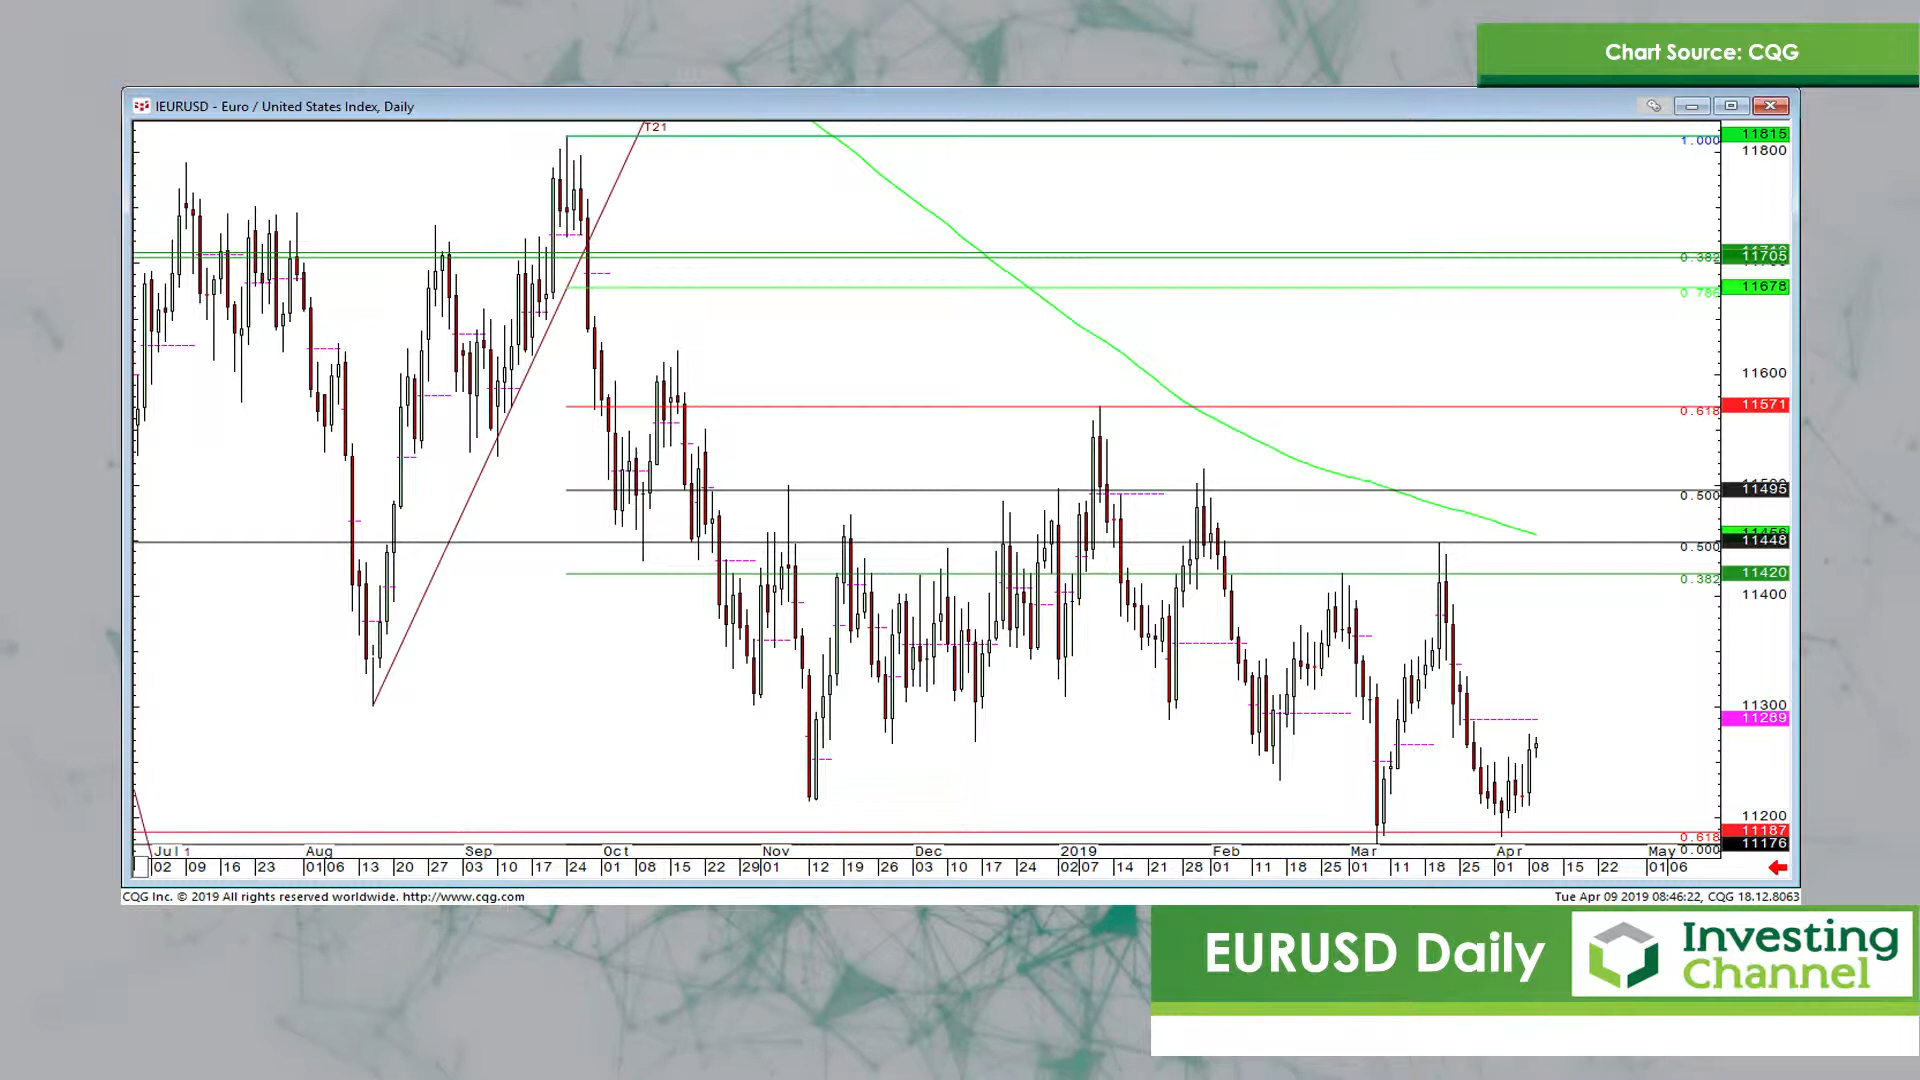 Chart Source: CQG
IEURUSD - Euro / United States Index, Daily
T21
11815
1.000
11800
11705
0.382
11678
0.786
11600
11571
0.618
11495
0.500
11456
11448
0.500
11420
0.382
11400
11300
11289
11200
11187
0.618
11176
0.000
Jul Aug Sep Oct Nov Dec 2019 Feb Mar Apr May
02 09 16 23 01 06 13 20 27 03 10 17 24 01 08 15 22 29 01 12 19 26 03 10 17 24 02 07 14 21 28 01 11 18 25 01 11 18 25 01 08 15 22 01 06
CQG Inc. © 2019 All rights reserved worldwide. http://www.cqg.com
Tue Apr 09 2019 08:46:22, CQG 18.12.8063
EURUSD Daily
Investing
Channel